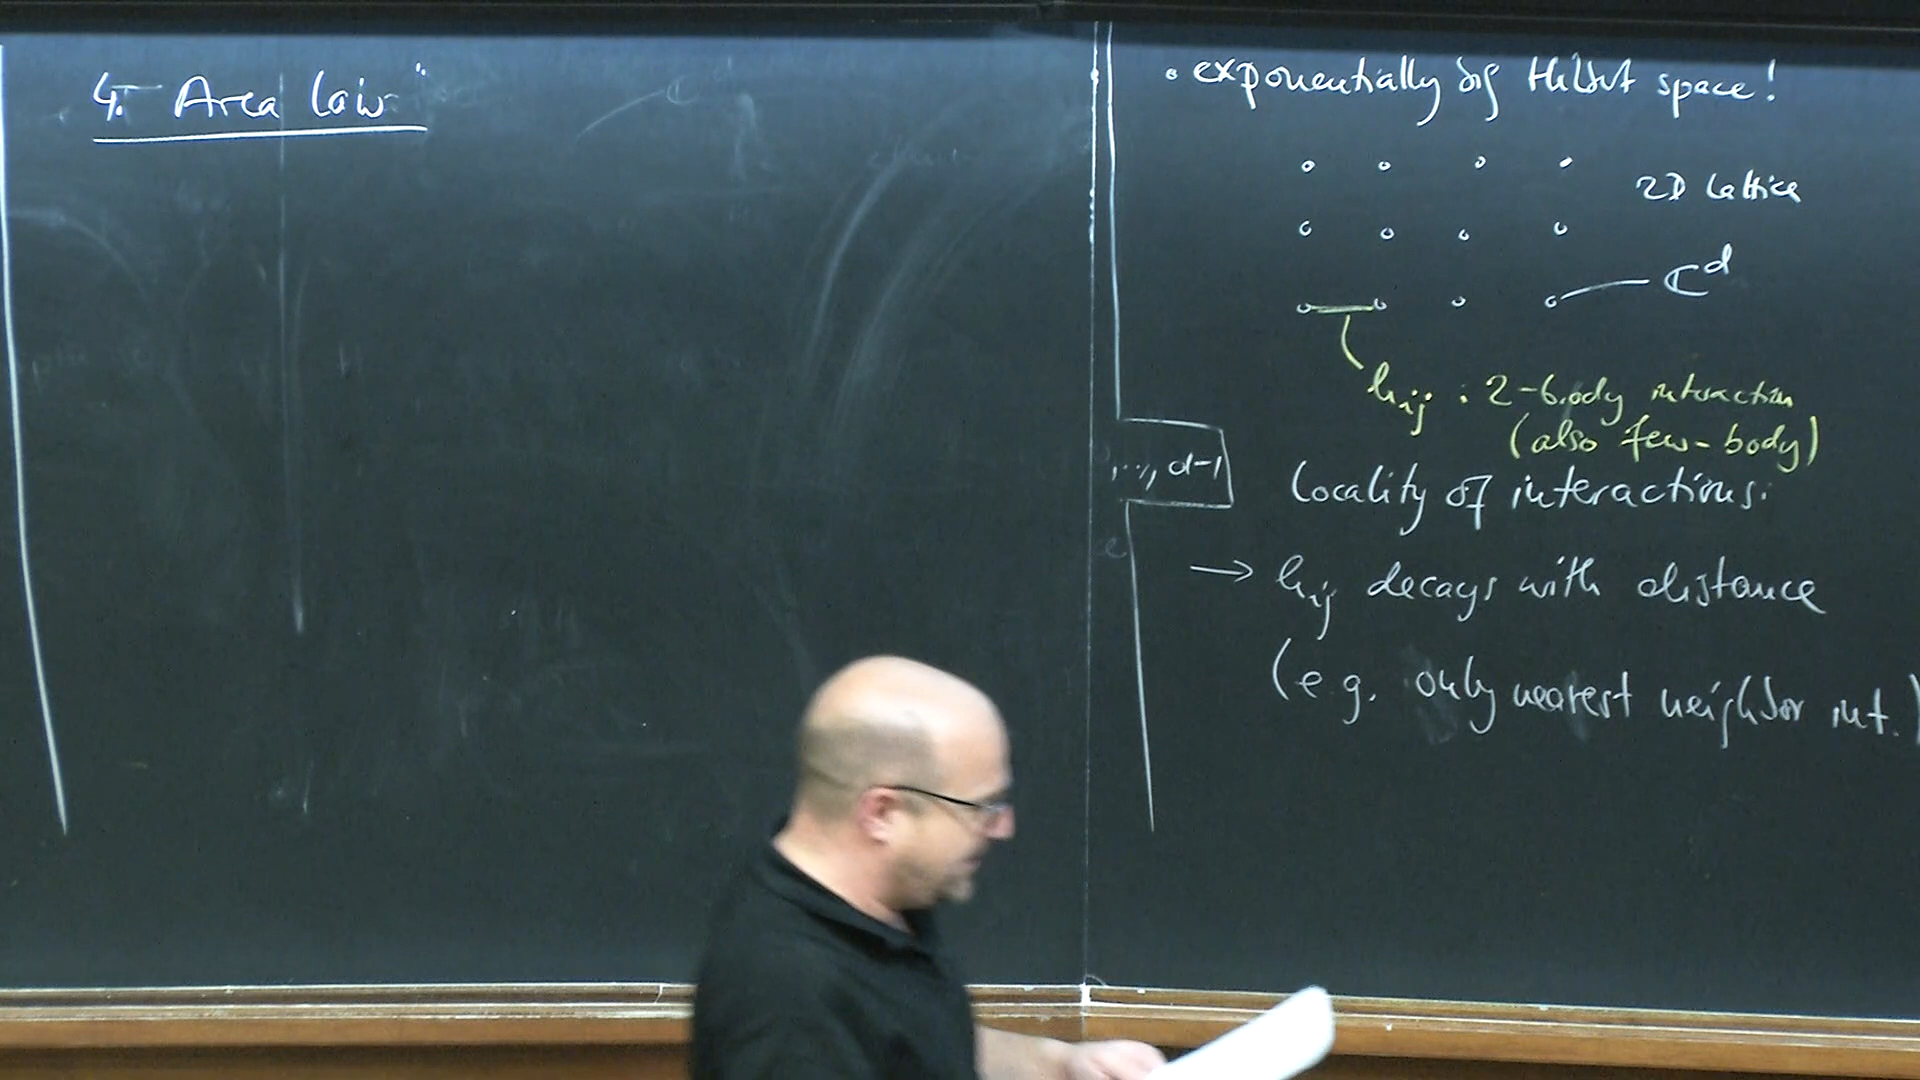 4. Area law
• exponentially big Hilbert space!
2D lattice
ℂ^d
h_ij : 2-body interaction
(also few-body)
,..., d-1
Locality of interactions:
→ h_ij decays with distance
(e.g. only nearest neighbor int.)